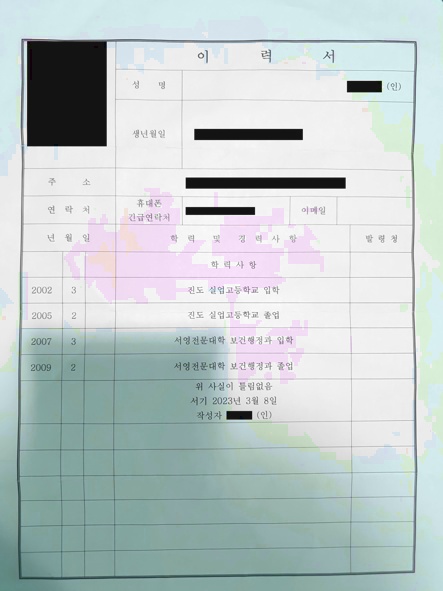 이 력 서
성 명 (인)
생년월일
주 소
연 락 처 휴대폰 긴급연락처 이메일
년 월 일 학 력 및 경 력 사 항 발 령 청
학 력 사 항
2002 3 진도 실업고등학교 입학
2005 2 진도 실업고등학교 졸업
2007 3 서영전문대학 보건행정과 입학
2009 2 서영전문대학 보건행정과 졸업
위 사실이 틀림없음
서기 2023년 3월 8일
작성자 (인)